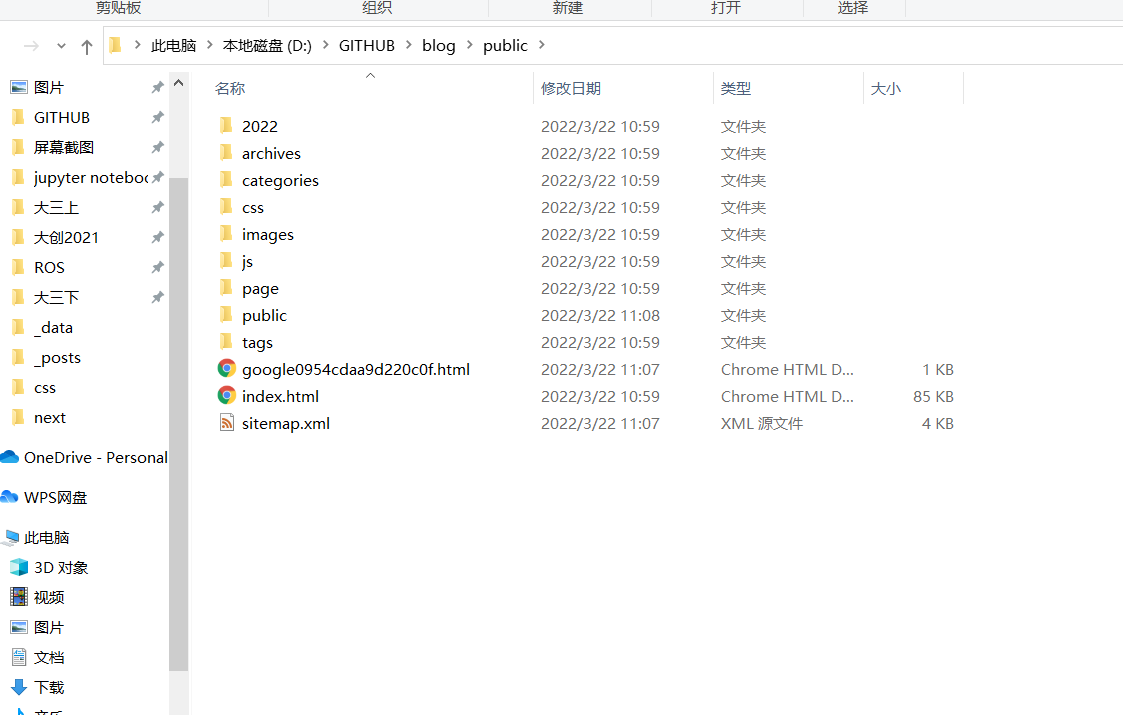 剪贴板 组织 新建 打开 选择
此电脑 本地磁盘 (D:) GITHUB blog public
名称 修改日期 类型 大小
图片
GITHUB
屏幕截图
jupyter noteboo
大三上
大创2021
ROS
大三下
_data
_posts
css
next
OneDrive - Personal
WPS网盘
此电脑
3D 对象
视频
图片
文档
下载
音乐
2022 2022/3/22 10:59 文件夹
archives 2022/3/22 10:59 文件夹
categories 2022/3/22 10:59 文件夹
css 2022/3/22 10:59 文件夹
images 2022/3/22 10:59 文件夹
js 2022/3/22 10:59 文件夹
page 2022/3/22 10:59 文件夹
public 2022/3/22 11:08 文件夹
tags 2022/3/22 10:59 文件夹
google0954cdaa9d220c0f.html 2022/3/22 11:07 Chrome HTML D... 1 KB
index.html 2022/3/22 10:59 Chrome HTML D... 85 KB
sitemap.xml 2022/3/22 11:07 XML 源文件 4 KB